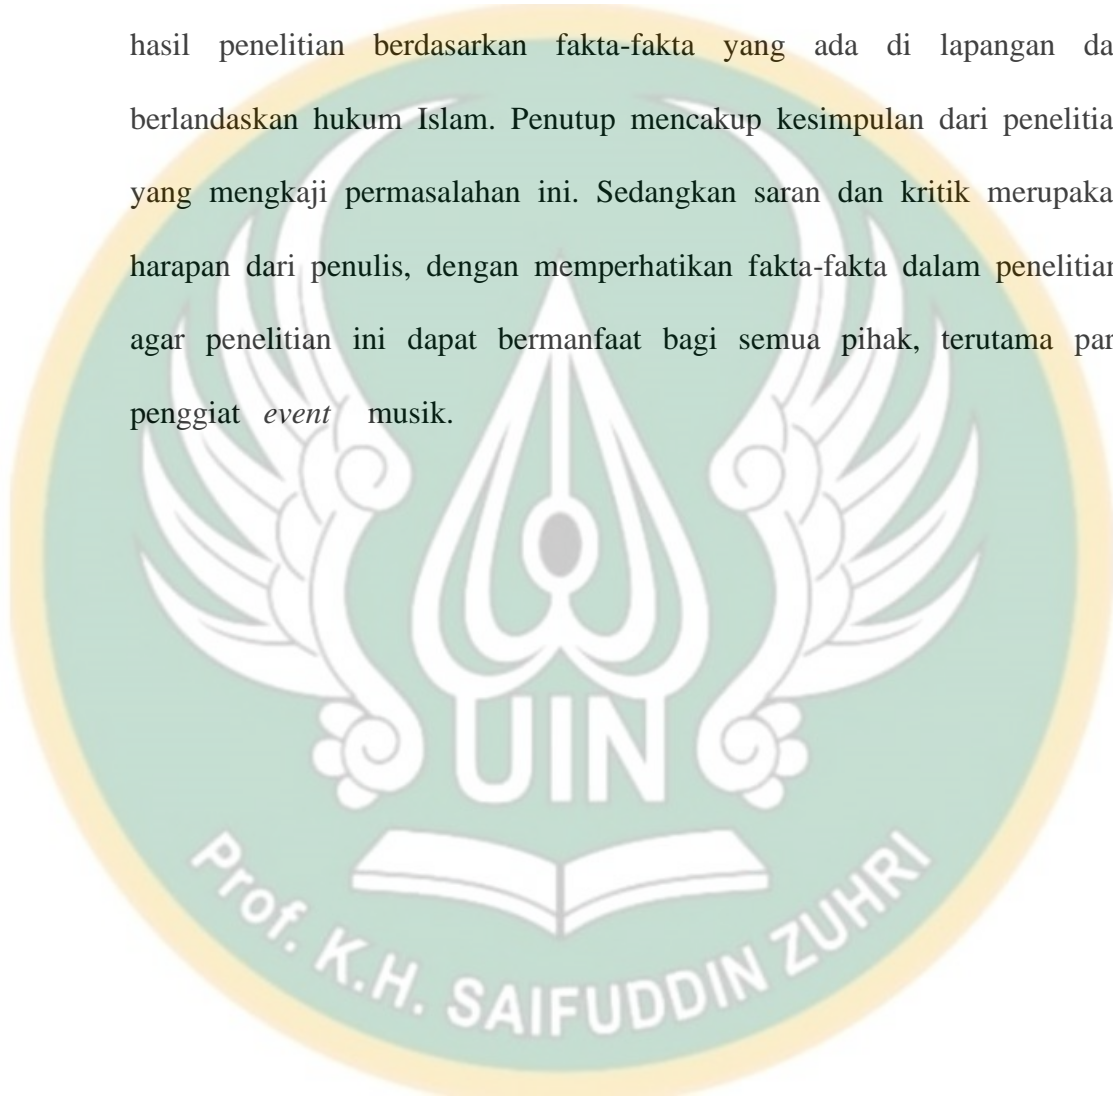 hasil penelitian berdasarkan fakta-fakta yang ada di lapangan da
berlandaskan hukum Islam. Penutup mencakup kesimpulan dari penelitia
yang mengkaji permasalahan ini. Sedangkan saran dan kritik merupaka
harapan dari penulis, dengan memperhatikan fakta-fakta dalam penelitian
agar penelitian ini dapat bermanfaat bagi semua pihak, terutama par
penggiat event musik.
UIN
Prof. K.H. SAIFUDDIN ZUHRI